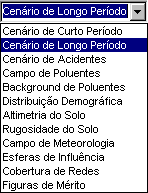 Cenário de Longo Período
Cenário de Curto Período
Cenário de Longo Período
Cenário de Acidentes
Campo de Poluentes
Background de Poluentes
Distribuição Demográfica
Altimetria do Solo
Rugosidade do Solo
Campo de Meteorologia
Esferas de Influência
Cobertura de Redes
Figuras de Mérito